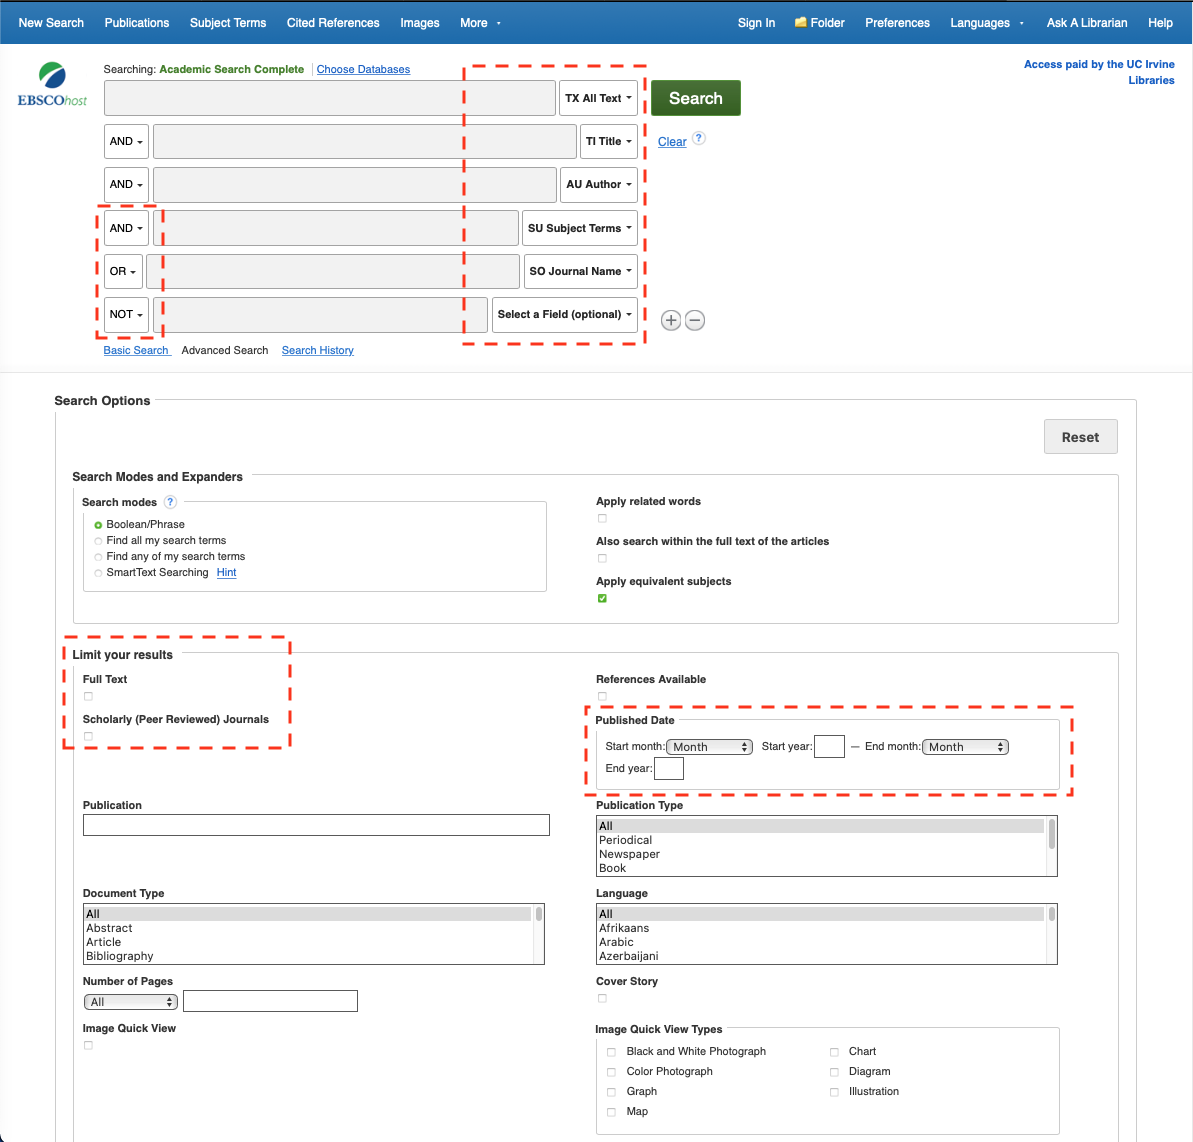 New Search Publications Subject Terms Cited References Images More Sign In Folder Preferences Languages Ask A Librarian Help
Searching: Academic Search Complete Choose Databases
Access paid by the UC Irvine
Libraries
EBSCOhost
TX All Text Search
AND TI Title Clear ?
AND AU Author
AND SU Subject Terms
OR SO Journal Name
NOT Select a Field (optional) + −
Basic Search Advanced Search Search History
Search Options
Reset
Search Modes and Expanders
Search modes ?
Boolean/Phrase
Find all my search terms
Find any of my search terms
SmartText Searching Hint
Apply related words
Also search within the full text of the articles
Apply equivalent subjects
Limit your results
Full Text
References Available
Scholarly (Peer Reviewed) Journals
Published Date
Start month: Month Start year: – End month: Month
End year:
Publication
Publication Type
All
Periodical
Newspaper
Book
Document Type
All
Abstract
Article
Bibliography
Language
All
Afrikaans
Arabic
Azerbaijani
Number of Pages
All
Cover Story
Image Quick View
Image Quick View Types
Black and White Photograph Chart
Color Photograph Diagram
Graph Illustration
Map